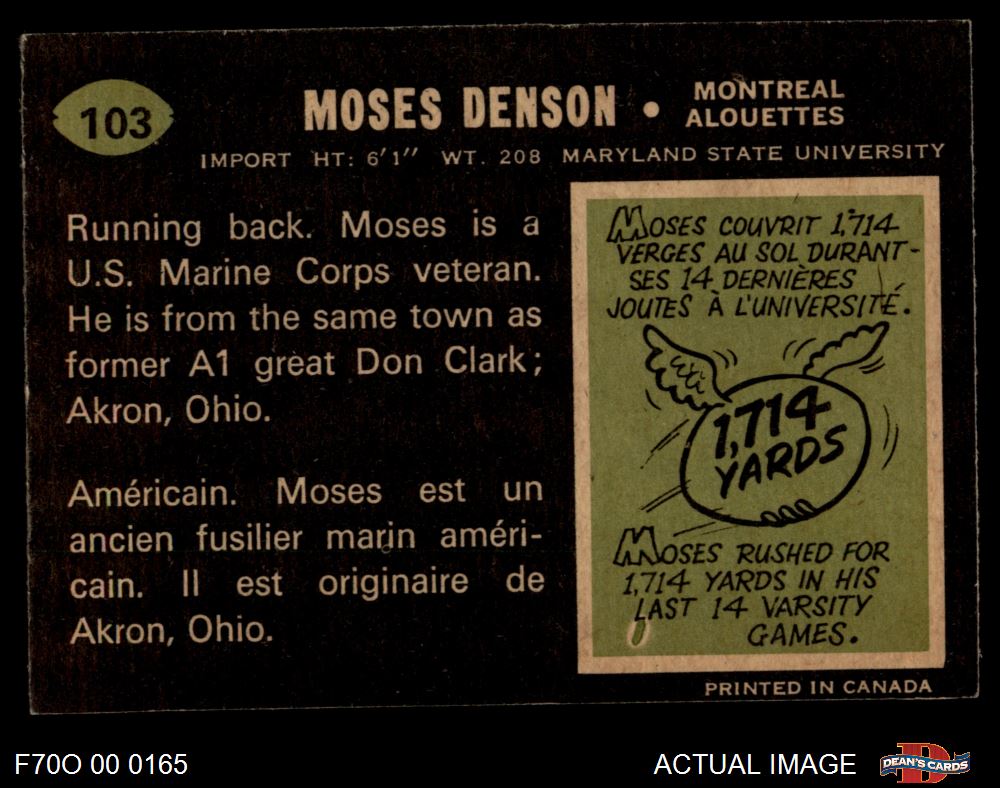 103
MOSES DENSON • MONTREAL ALOUETTES
IMPORT HT: 6'1" WT. 208 MARYLAND STATE UNIVERSITY
Running back. Moses is a
U.S. Marine Corps veteran.
He is from the same town as
former A1 great Don Clark;
Akron, Ohio.
Américain. Moses est un
ancien fusilier marin améri-
cain. Il est originaire de
Akron, Ohio.
MOSES COUVRIT 1,714
VERGES AU SOL DURANT-
SES 14 DERNIÈRES
JOUTES À L'UNIVERSITÉ.
1,714
YARDS
MOSES RUSHED FOR
1,714 YARDS IN HIS
LAST 14 VARSITY
GAMES.
PRINTED IN CANADA
F70O 00 0165
ACTUAL IMAGE
D
DEAN'S CARDS